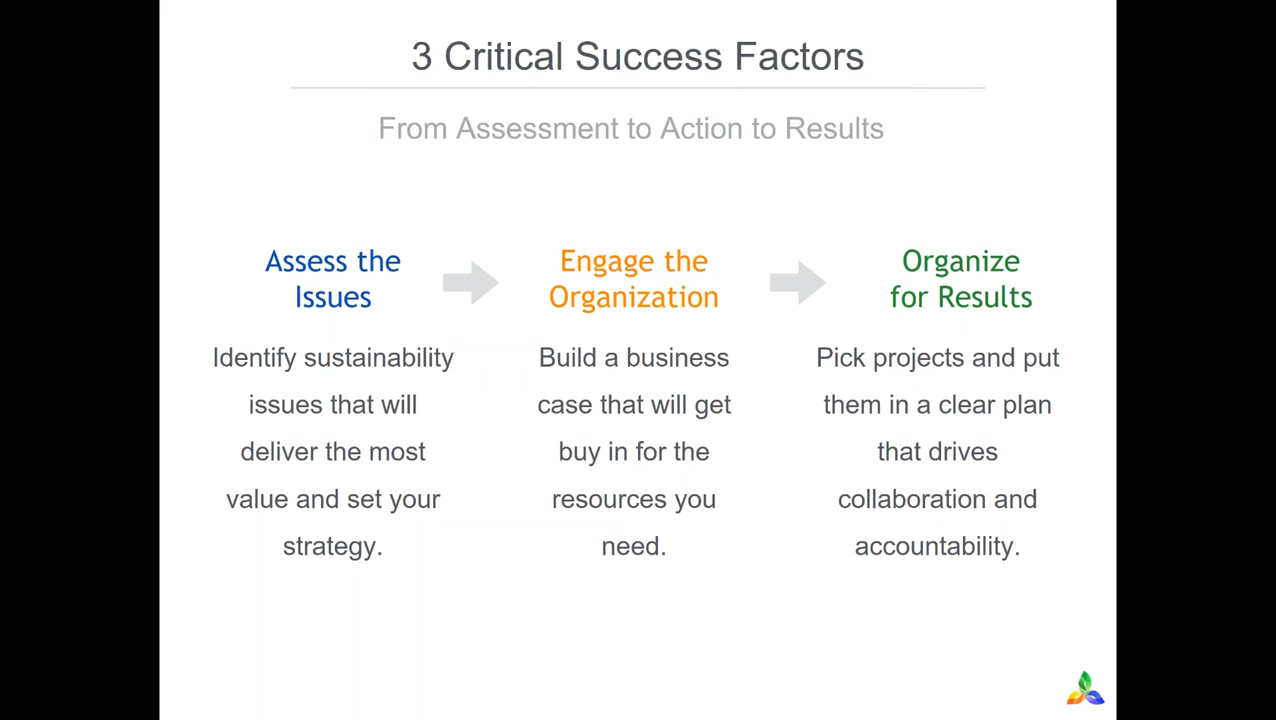 3 Critical Success Factors
From Assessment to Action to Results
Assess the
Issues
Identify sustainability
issues that will
deliver the most
value and set your
strategy.
Engage the
Organization
Build a business
case that will get
buy in for the
resources you
need.
Organize
for Results
Pick projects and put
them in a clear plan
that drives
collaboration and
accountability.